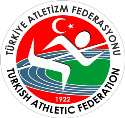 TÜRKİYE ATLETİZM FEDERASYONU
1922
TURKISH ATHLETIC FEDERATION